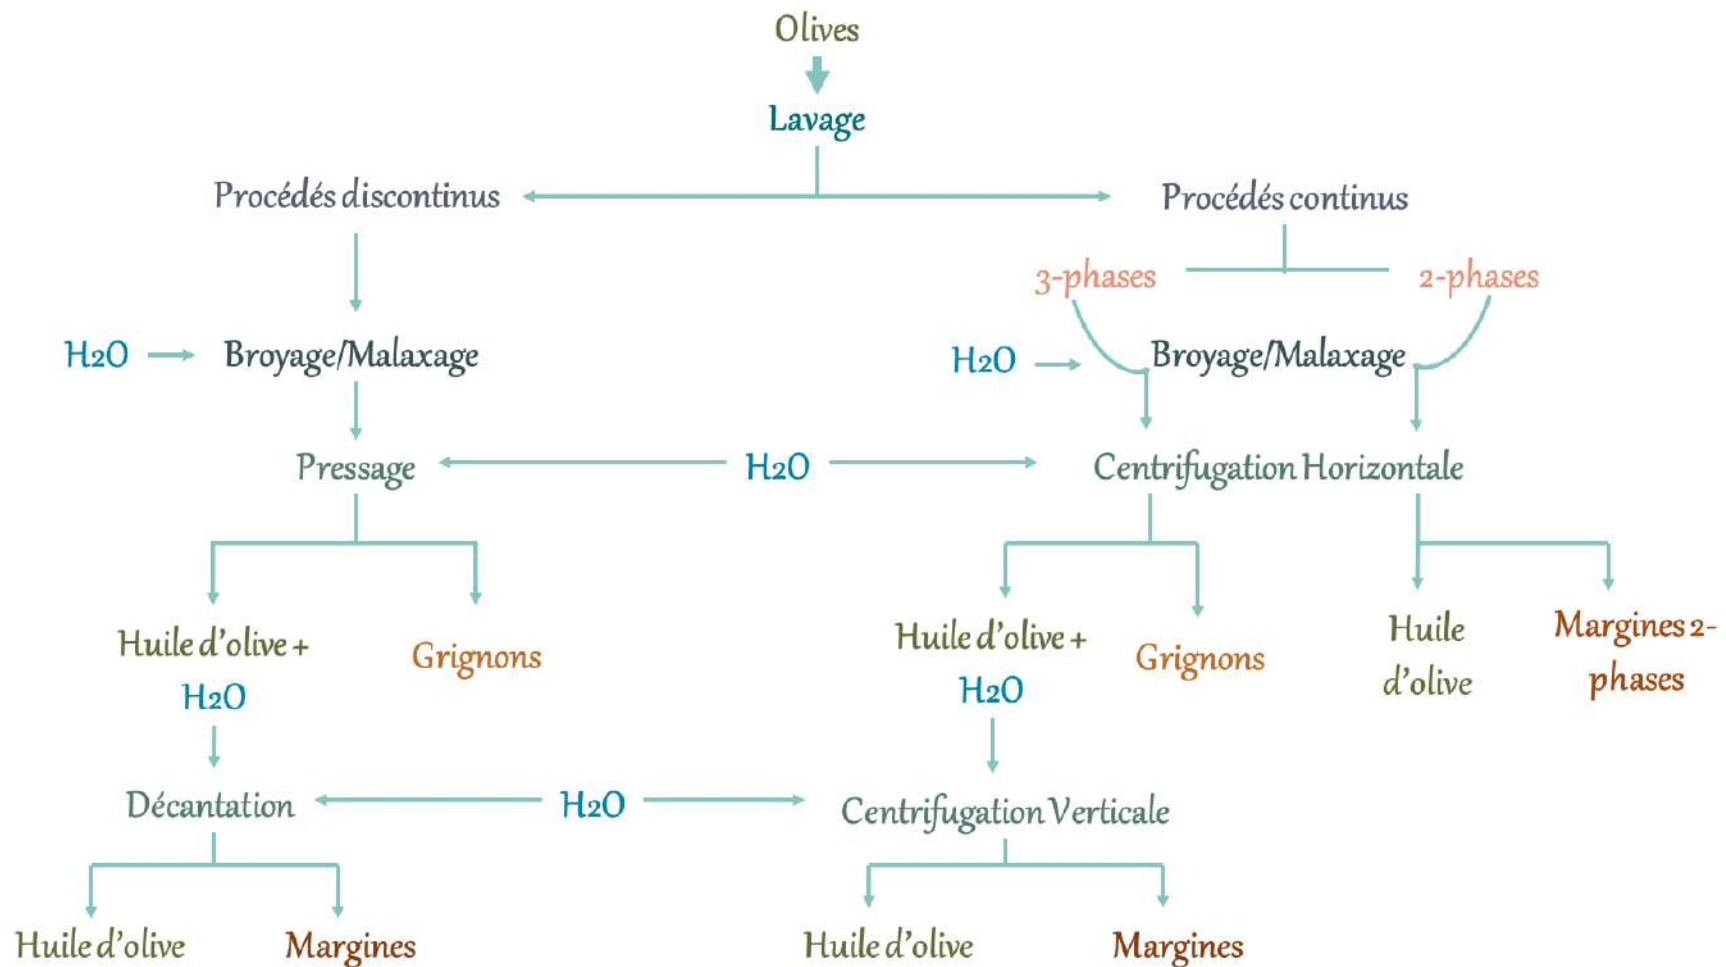 Olives
Lavage
Procédés discontinus
Procédés continus
3-phases
2-phases
H2O
Broyage/Malaxage
H2O
Broyage/Malaxage
Pressage
H2O
Centrifugation Horizontale
Huile d'olive +
H2O
Grignons
Huile d'olive +
H2O
Grignons
Huile
d'olive
Margines 2-
phases
Décantation
H2O
Centrifugation Verticale
Huile d'olive
Margines
Huile d'olive
Margines